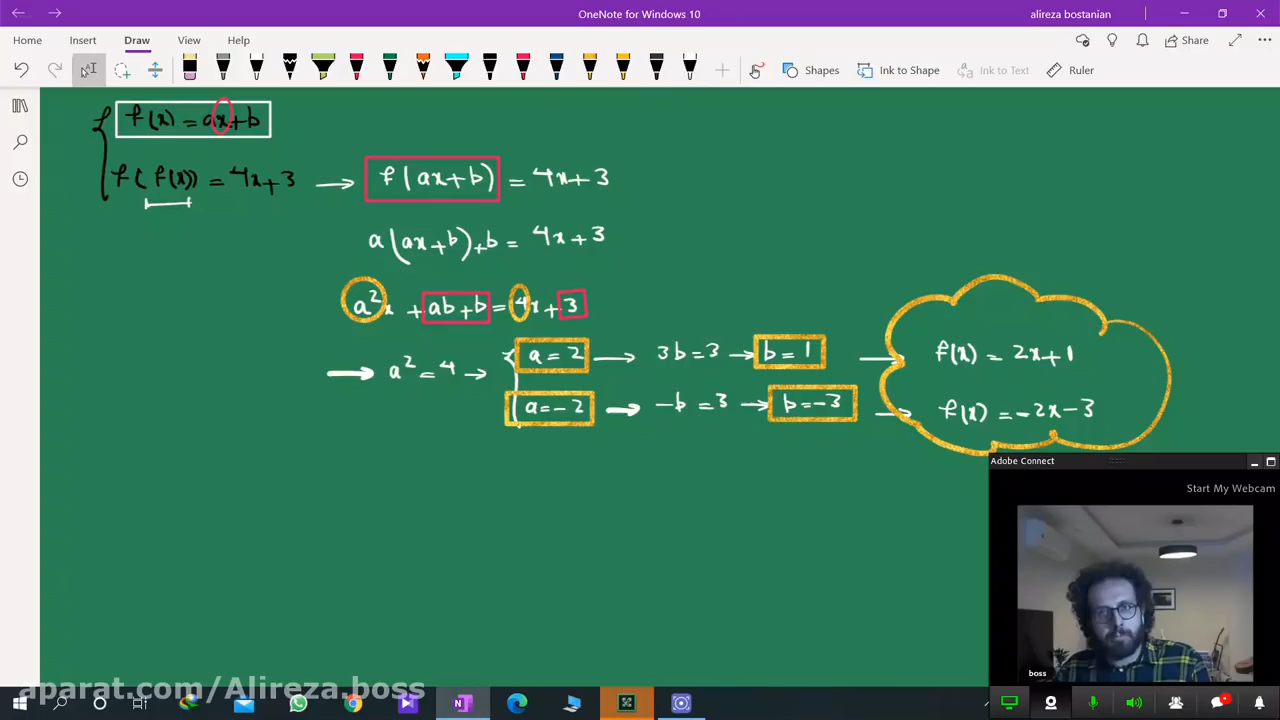 OneNote for Windows 10
alireza bostanian
Home Insert Draw View Help
Share
Shapes Ink to Shape Ink to Text Ruler
f(x) = ax+b
f(f(x)) = 4x+3 → f(ax+b) = 4x+3
a(ax+b)+b = 4x+3
a²x + ab+b = 4x+3
→ a² = 4 →
a = 2 → 3b=3 → b = 1 → f(x) = 2x+1
a=-2 → -b = 3 → b=-3 → f(x) = -2x-3
Adobe Connect
Start My Webcam
boss
aparat.com/Alireza.boss